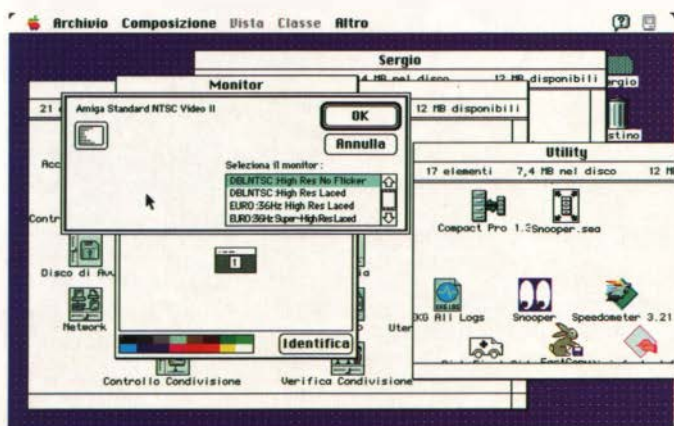 Archivio Composizione Vista Classe Altro
Sergio
4 MB nel disco 12 MB disponibili
Monitor
21
12 MB disponibili
Amiga Standard NTSC Video II
OK
Annulla
Seleziona il monitor :
DBLNTSC:High Res No Flicker
DBLNTSC:High Res Laced
EURO:36Hz High Res Laced
EURO:36Hz Super-High Res Laced
Utility
17 elementi 7,4 MB nel disco 12 M
Compact Pro 1.3 Snooper.sea
Disco di Av
1
EKG All Logs Snooper Speedometer 3.21
Network
Identifica
Controllo Condivisione Verifica Condivisione